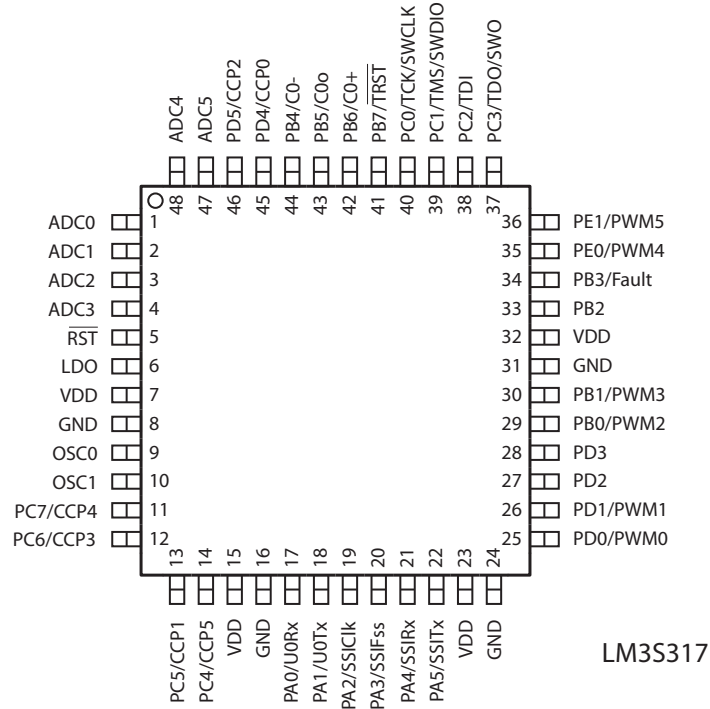 ADC4
ADC5
PD5/CCP2
PD4/CCP0
PB4/C0-
PB5/C0o
PB6/C0+
PB7/TRST
PC0/TCK/SWCLK
PC1/TMS/SWDIO
PC2/TDI
PC3/TDO/SWO
48
47
46
45
44
43
42
41
40
39
38
37
ADC0 1
ADC1 2
ADC2 3
ADC3 4
RST 5
LDO 6
VDD 7
GND 8
OSC0 9
OSC1 10
PC7/CCP4 11
PC6/CCP3 12
36 PE1/PWM5
35 PE0/PWM4
34 PB3/Fault
33 PB2
32 VDD
31 GND
30 PB1/PWM3
29 PB0/PWM2
28 PD3
27 PD2
26 PD1/PWM1
25 PD0/PWM0
13
14
15
16
17
18
19
20
21
22
23
24
PC5/CCP1
PC4/CCP5
VDD
GND
PA0/U0Rx
PA1/U0Tx
PA2/SSIClk
PA3/SSIFss
PA4/SSIRx
PA5/SSITx
VDD
GND
LM3S317